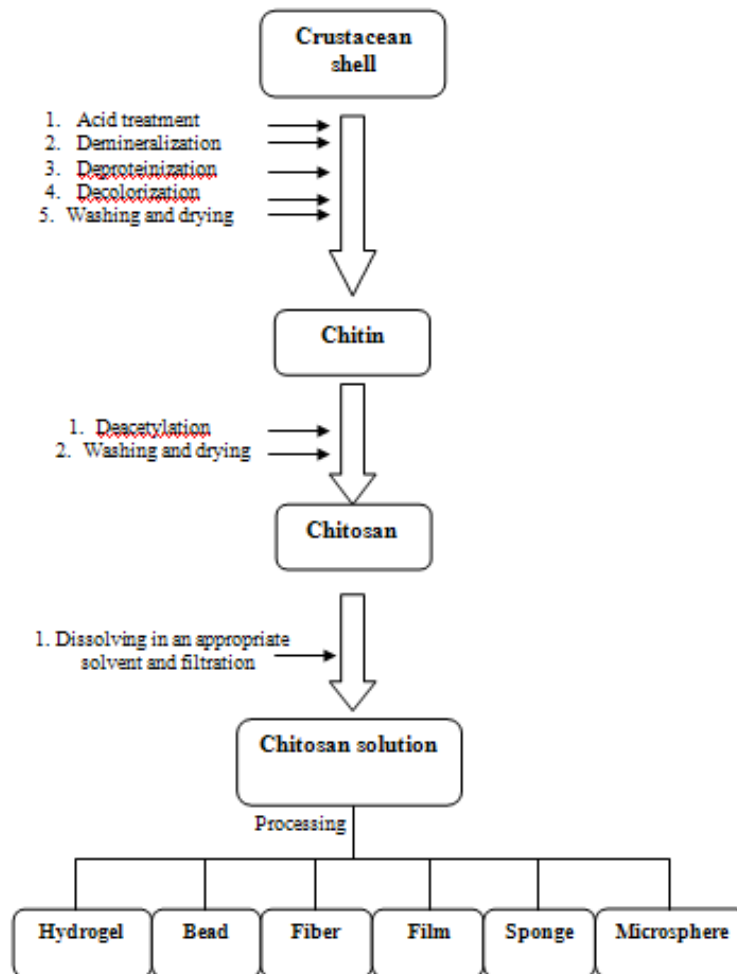 Crustacean
shell
1. Acid treatment
2. Demineralization
3. Deproteinization
4. Decolorization
5. Washing and drying
Chitin
1. Deacetylation
2. Washing and drying
Chitosan
1. Dissolving in an appropriate
solvent and filtration
Chitosan solution
Processing
Hydrogel Bead Fiber Film Sponge Microsphere